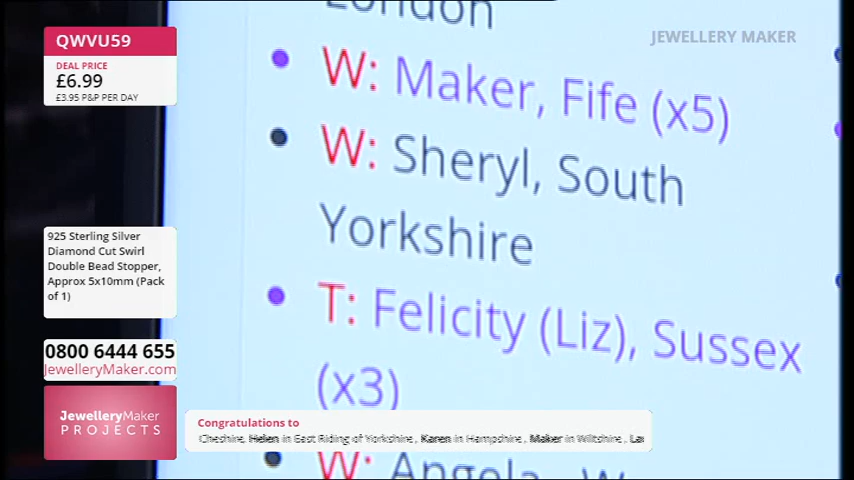 QWVU59
DEAL PRICE
£6.99
£3.95 P&P PER DAY
JEWELLERY MAKER
London
W: Maker, Fife (x5)
W: Sheryl, South
Yorkshire
T: Felicity (Liz), Sussex
(x3)
W: Angela, W
925 Sterling Silver
Diamond Cut Swirl
Double Bead Stopper,
Approx 5x10mm (Pack
of 1)
0800 6444 655
JewelleryMaker.com
JewelleryMaker
PROJECTS
Congratulations to
Cheshire, Helen in East Riding of Yorkshire, Karen in Hampshire, Maker in Wiltshire,